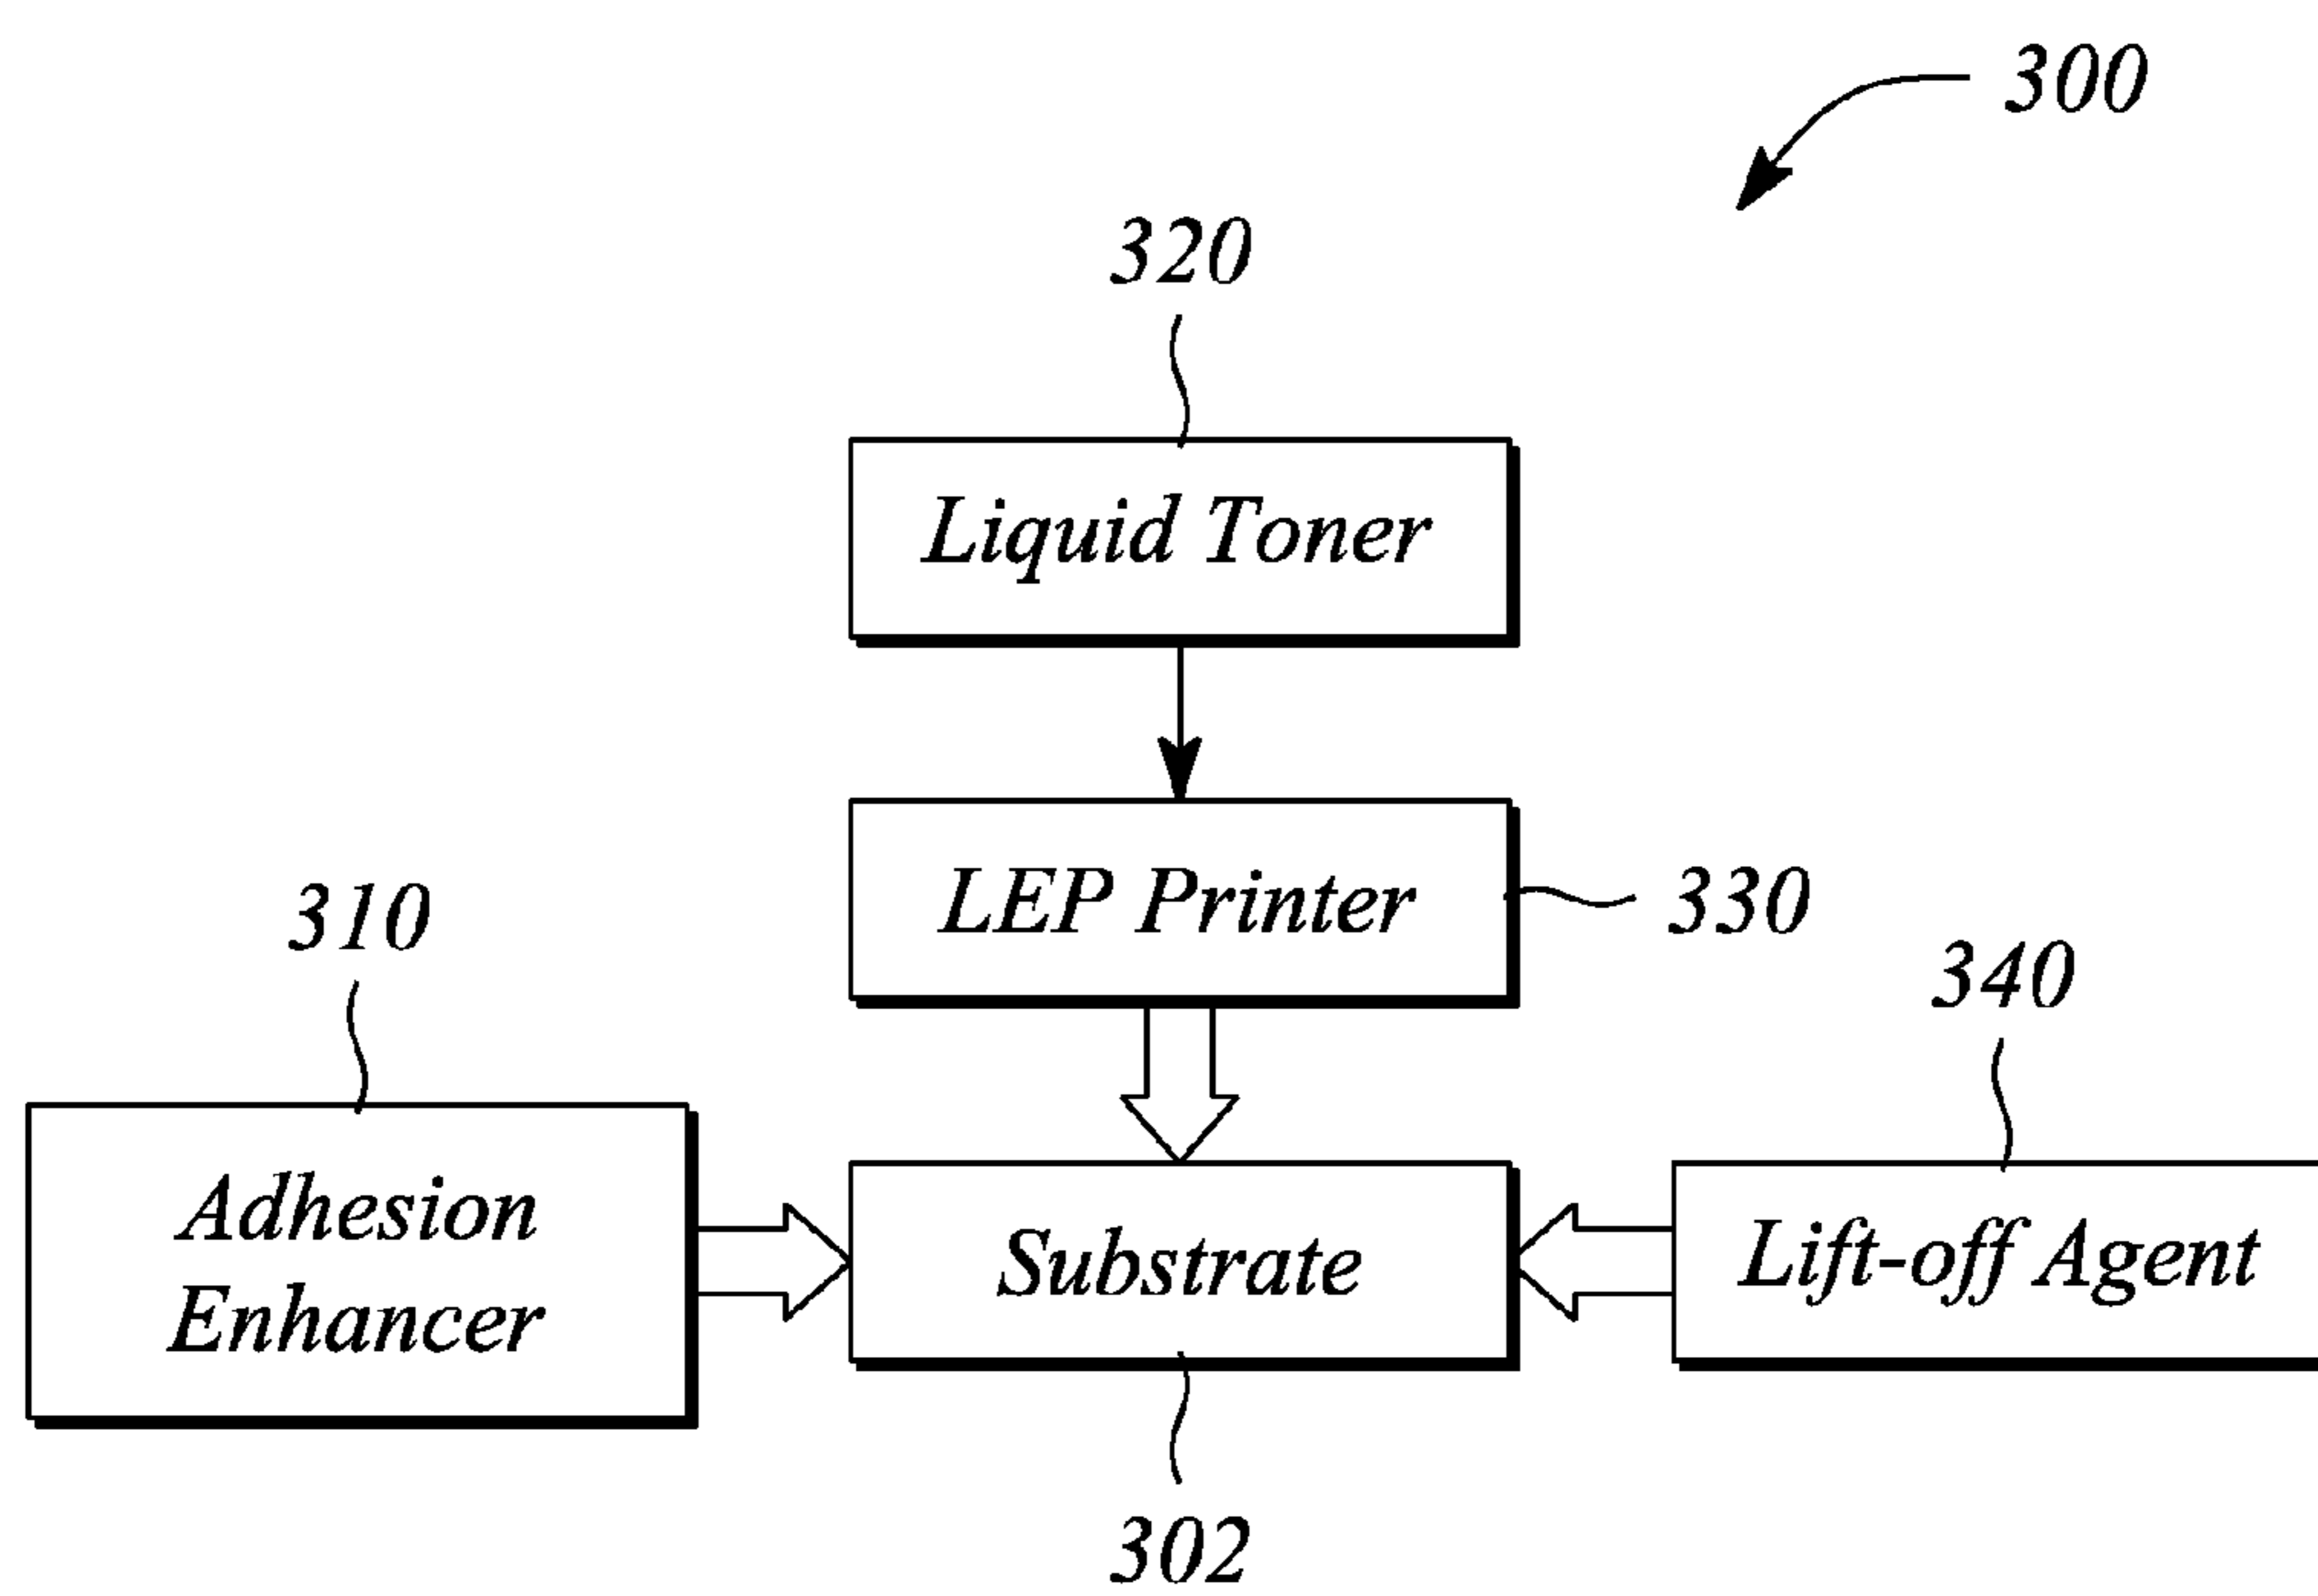 300
320
Liquid Toner
LEP Printer
330
310
340
Adhesion
Enhancer
Substrate
Lift-off Agent
302